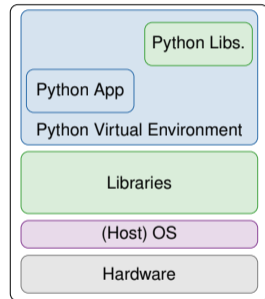 Python Libs.
Python App
Python Virtual Environment
Libraries
(Host) OS
Hardware